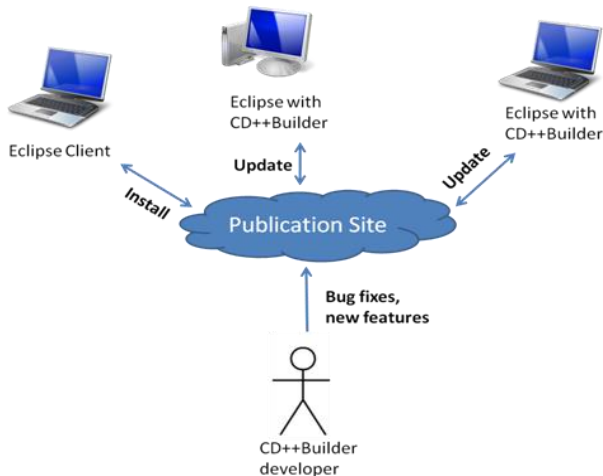 Eclipse with
CD++Builder
Eclipse with
CD++Builder
Eclipse Client
Install
Update
Update
Publication Site
Bug fixes,
new features
CD++Builder
developer